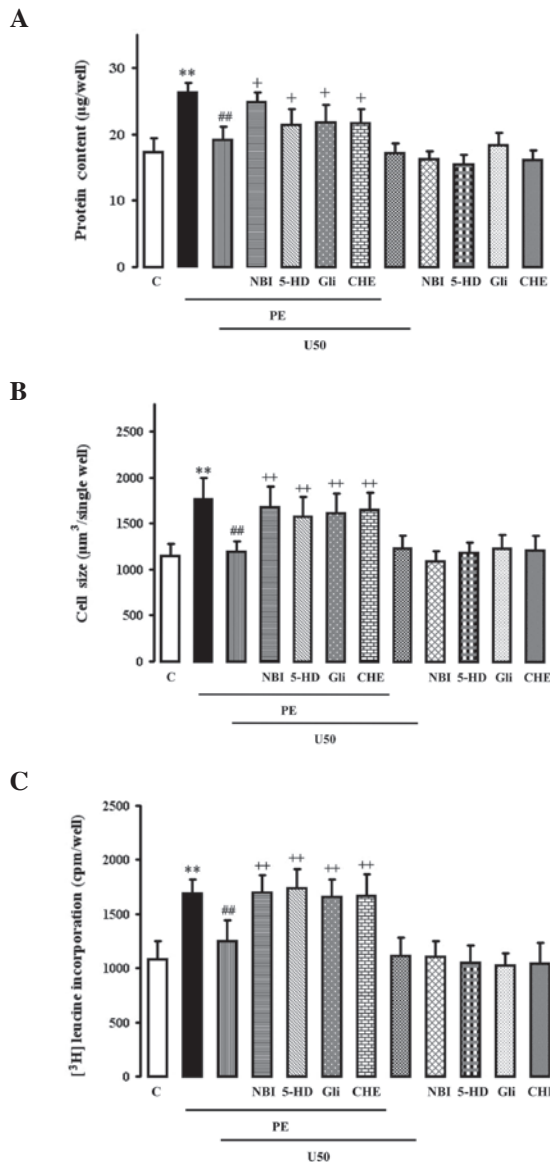 A
Protein content (µg/well)
30
20
10
0
**
##
+
+
+
+
C
NBI
5-HD
Gli
CHE
NBI
5-HD
Gli
CHE
PE
U50
B
Cell size (µm³/single well)
2500
2000
1500
1000
500
0
**
##
++
++
++
++
C
NBI
5-HD
Gli
CHE
NBI
5-HD
Gli
CHE
PE
U50
C
[³H] leucine incorporation (cpm/well)
2500
2000
1500
1000
500
0
**
##
++
++
++
++
C
NBI
5-HD
Gli
CHE
NBI
5-HD
Gli
CHE
PE
U50